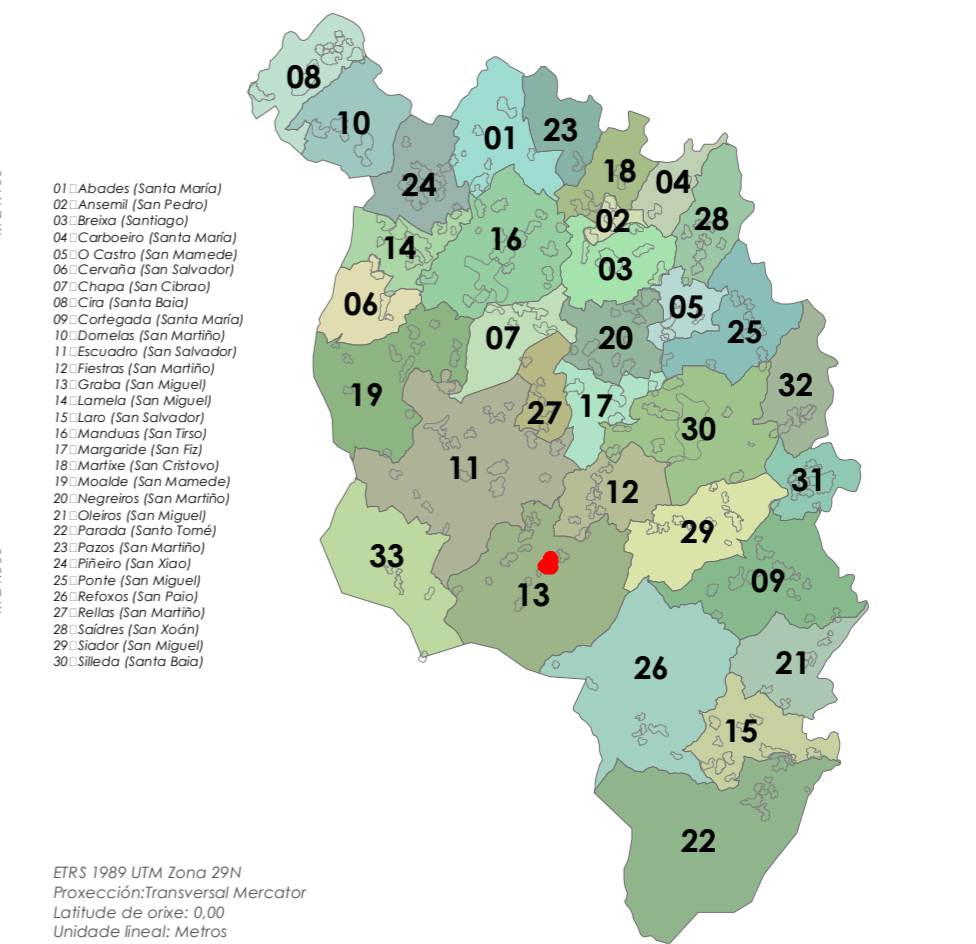 08
10
01
23
18
04
24
02
28
16
14
03
06
05
07
20
25
19
17
32
27
30
11
12
31
29
33
13
09
26
21
15
22
01 Abades (Santa María)
02 Ansemil (San Pedro)
03 Breixa (Santiago)
04 Carboeiro (Santa María)
05 O Castro (San Mamede)
06 Cervaña (San Salvador)
07 Chapa (San Cibrao)
08 Cira (Santa Baia)
09 Cortegada (Santa María)
10 Dornelas (San Martiño)
11 Escuadro (San Salvador)
12 Fiestras (San Martiño)
13 Graba (San Miguel)
14 Lamela (San Miguel)
15 Laro (San Salvador)
16 Manduas (San Tirso)
17 Margaride (San Fiz)
18 Martixe (San Cristovo)
19 Moalde (San Mamede)
20 Negreiros (San Martiño)
21 Oleiros (San Miguel)
22 Parada (Santo Tomé)
23 Pazos (San Martiño)
24 Piñeiro (San Xiao)
25 Ponte (San Miguel)
26 Refoxos (San Paio)
27 Rellas (San Martiño)
28 Saídres (San Xoán)
29 Siador (San Miguel)
30 Silleda (Santa Baia)
ETRS 1989 UTM Zona 29N
Proxección:Transversal Mercator
Latitude de orixe: 0,00
Unidade lineal: Metros